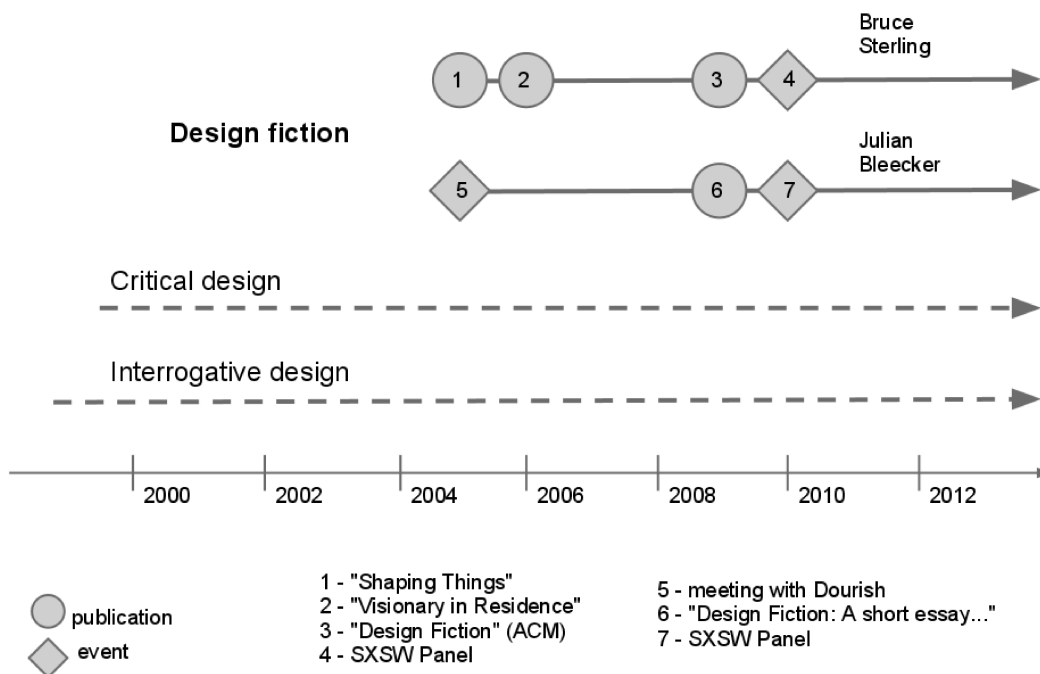 Bruce
Sterling
1 2 3 4
Design fiction
Julian
Bleecker
5 6 7
Critical design
Interrogative design
2000 2002 2004 2006 2008 2010 2012
publication
event
1 - "Shaping Things"
2 - "Visionary in Residence"
3 - "Design Fiction" (ACM)
4 - SXSW Panel
5 - meeting with Dourish
6 - "Design Fiction: A short essay..."
7 - SXSW Panel